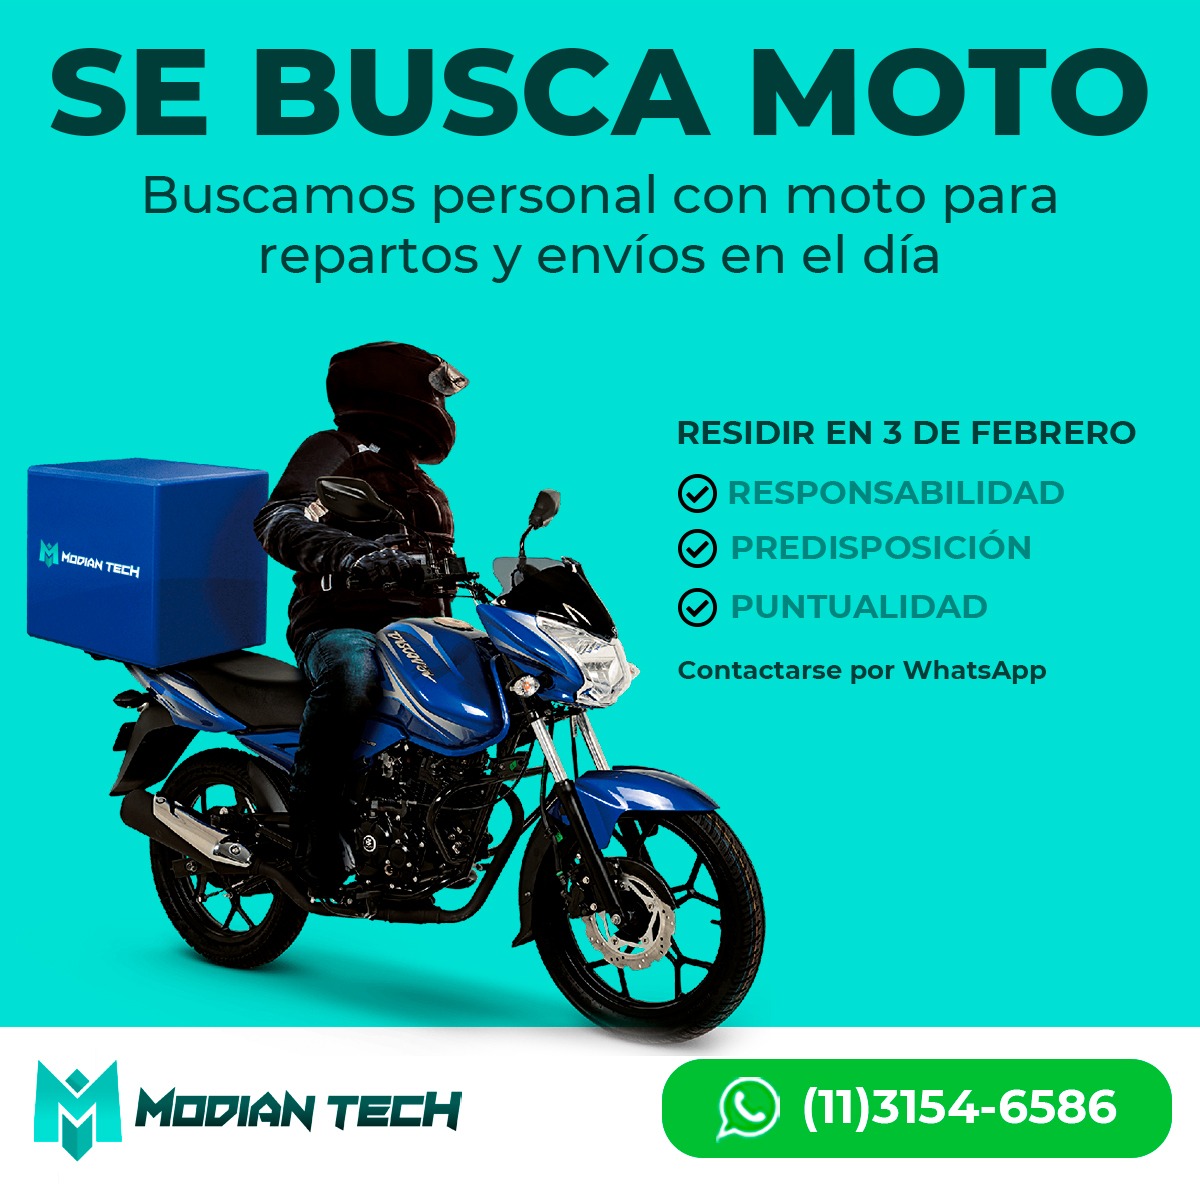 SE BUSCA MOTO
Buscamos personal con moto para
repartos y envíos en el día
RESIDIR EN 3 DE FEBRERO
RESPONSABILIDAD
PREDISPOSICIÓN
PUNTUALIDAD
Contactarse por WhatsApp
MODIAN TECH
DISCOVER
MODIAN TECH
(11)3154-6586